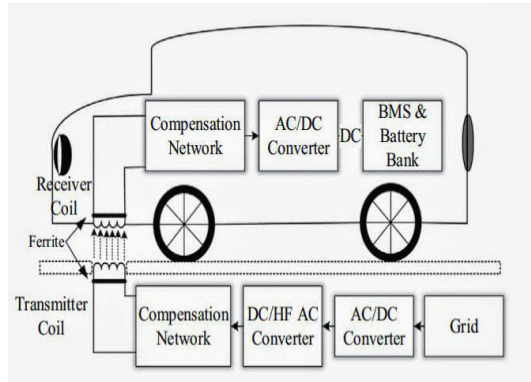 Compensation
Network
AC/DC
Converter
DC
BMS &
Battery
Bank
Receiver
Coil
Ferrite
Transmitter
Coil
Compensation
Network
DC/HF AC
Converter
AC/DC
Converter
Grid